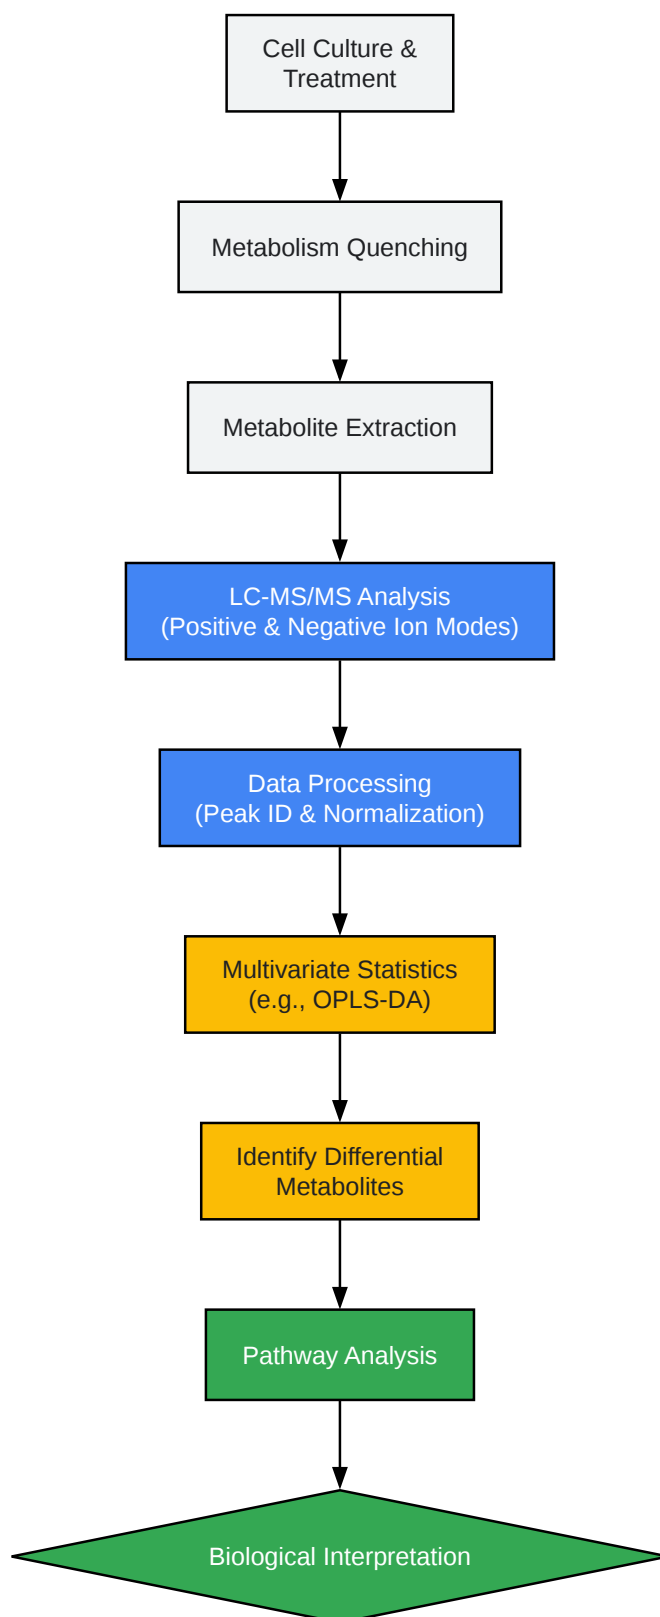 Cell Culture &
Treatment
Metabolism Quenching
Metabolite Extraction
LC-MS/MS Analysis
(Positive & Negative Ion Modes)
Data Processing
(Peak ID & Normalization)
Multivariate Statistics
(e.g., OPLS-DA)
Identify Differential
Metabolites
Pathway Analysis
Biological Interpretation